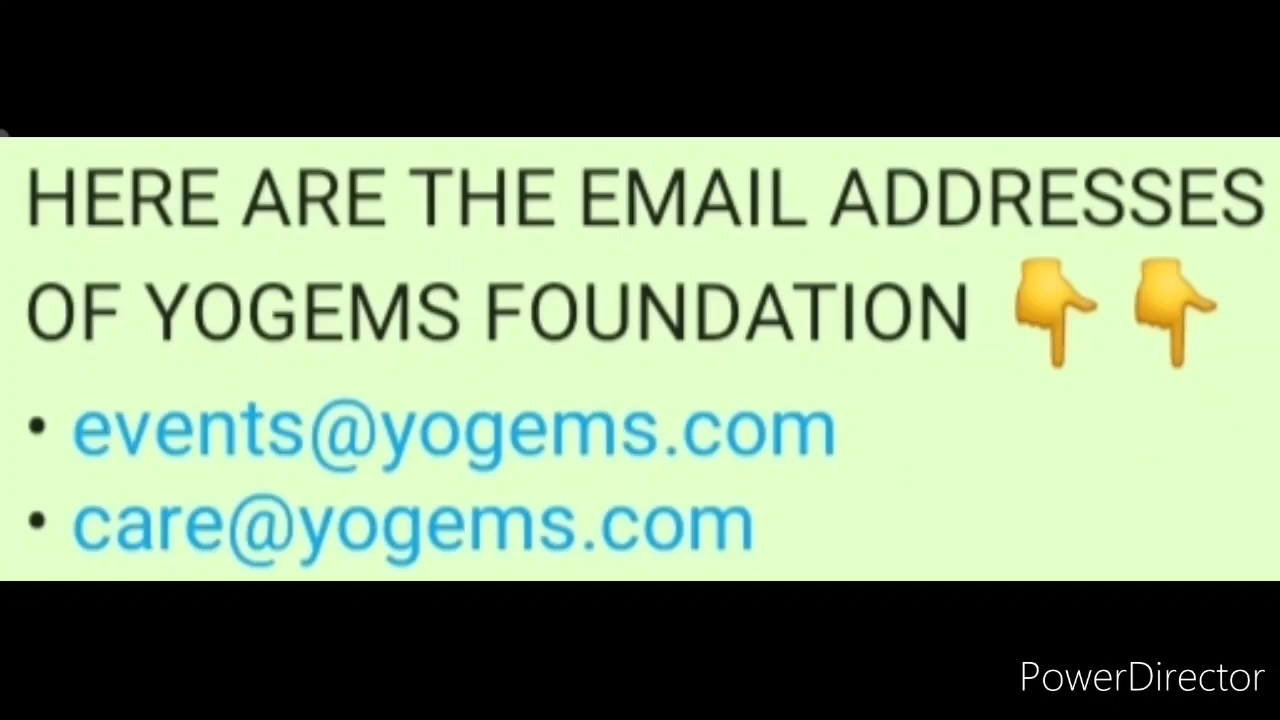 HERE ARE THE EMAIL ADDRESSES
OF YOGEMS FOUNDATION 👇 👇
• events@yogems.com
• care@yogems.com
PowerDirector